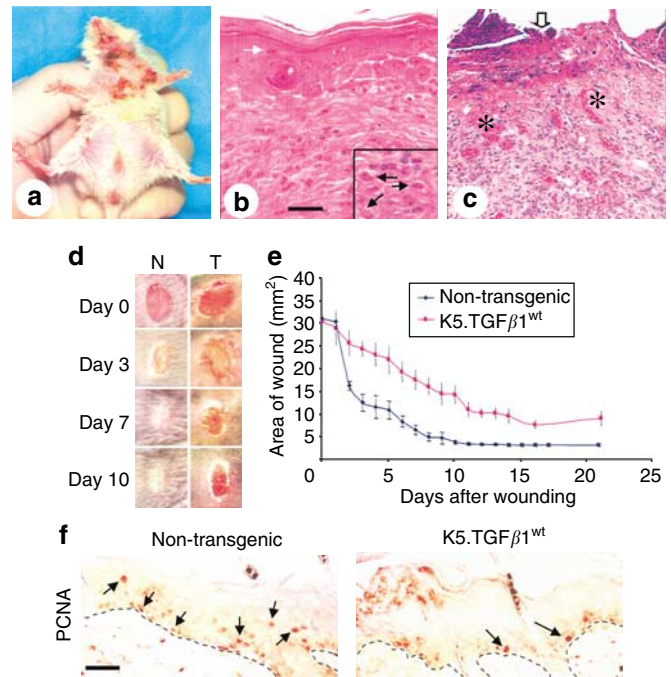 a
b
c
*
*
d
N
T
Day 0
Day 3
Day 7
Day 10
e
Area of wound (mm²)
40
35
30
25
20
15
10
5
0
5
10
15
20
25
Days after wounding
Non-transgenic
K5.TGFβ1ʷᵗ
f
Non-transgenic
K5.TGFβ1ʷᵗ
PCNA